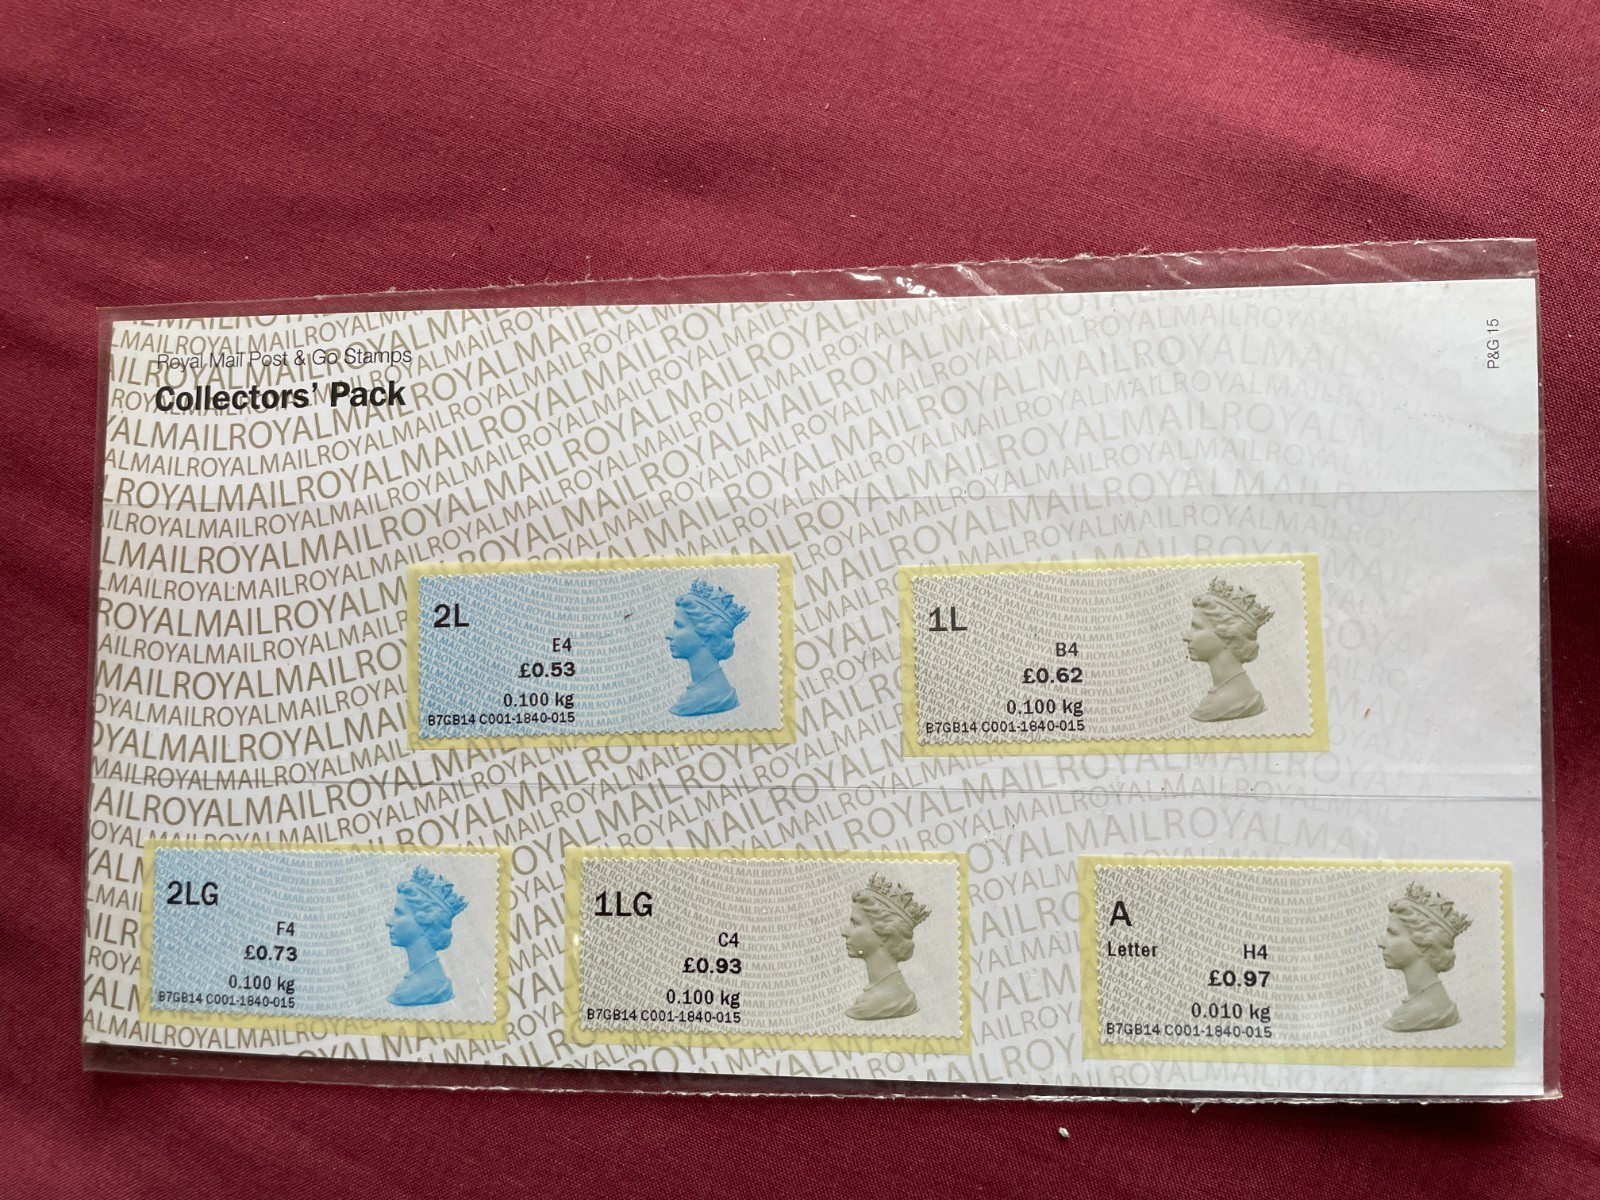 Royal Mail Post & Go Stamps
Collectors' Pack
P&G 15
2L
E4
£0.53
0.100 kg
B7GB14 C001-1840-015
1L
B4
£0.62
0.100 kg
B7GB14 C001-1840-015
2LG
F4
£0.73
0.100 kg
B7GB14 C001-1840-015
1LG
C4
£0.93
0.100 kg
B7GB14 C001-1840-015
A
Letter
H4
£0.97
0.010 kg
B7GB14 C001-1840-015